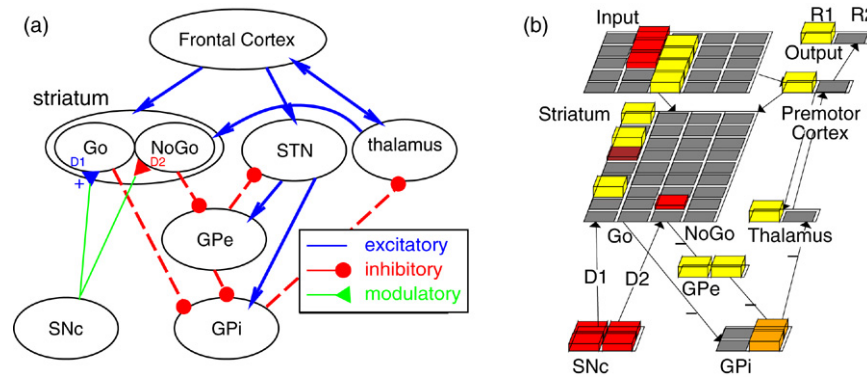 (a)
Frontal Cortex
striatum
Go
NoGo
D1
D2
+
STN
thalamus
GPe
SNc
GPi
excitatory
inhibitory
modulatory
(b)
Input
R1 R2
Output
Premotor
Cortex
Striatum
Go
NoGo
Thalamus
D1
D2
GPe
SNc
GPi